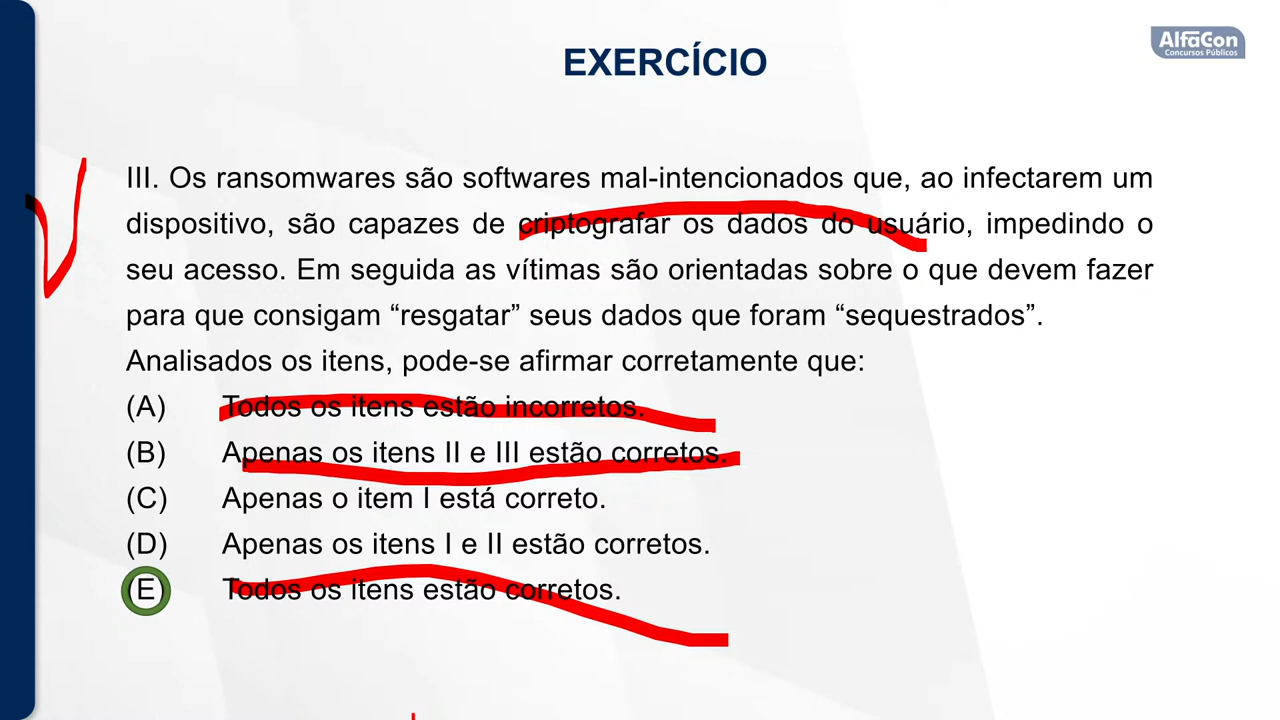 AlfaCon
Concursos Públicos
EXERCÍCIO
III. Os ransomwares são softwares mal-intencionados que, ao infectarem um
dispositivo, são capazes de criptografar os dados do usuário, impedindo o
seu acesso. Em seguida as vítimas são orientadas sobre o que devem fazer
para que consigam “resgatar” seus dados que foram “sequestrados”.
Analisados os itens, pode-se afirmar corretamente que:
(A) Todos os itens estão incorretos.
(B) Apenas os itens II e III estão corretos.
(C) Apenas o item I está correto.
(D) Apenas os itens I e II estão corretos.
(E) Todos os itens estão corretos.